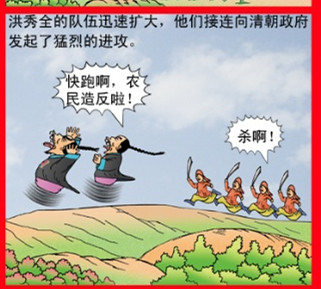 洪秀全的队伍迅速扩大，他们接连向清朝政府
发起了猛烈的进攻。
快跑啊，农
民造反啦！
杀啊！